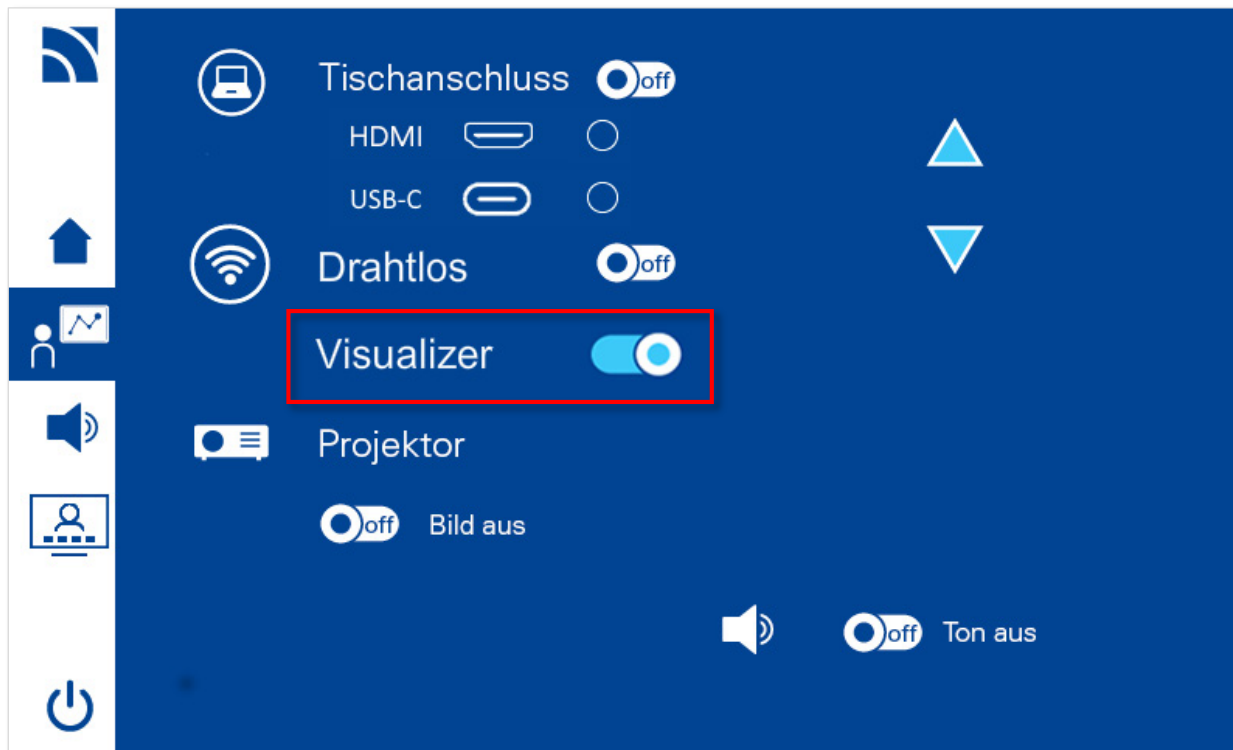 Tischanschluss off
HDMI
USB-C
Drahtlos off
Visualizer
Projektor
off Bild aus
off Ton aus